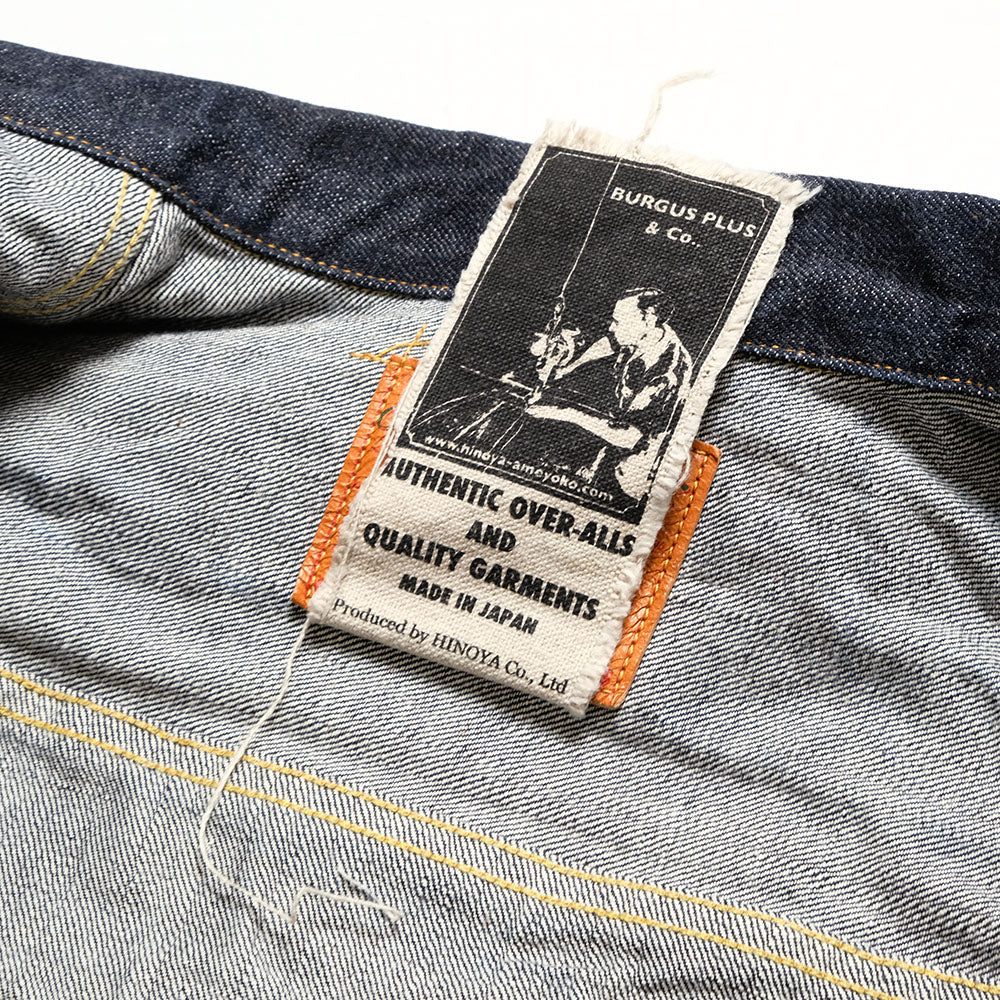 BURGUS PLUS
& Co.,
www.hinoya-ameyoko.com
AUTHENTIC OVER-ALLS
AND
QUALITY GARMENTS
MADE IN JAPAN
Produced by HINOYA Co., Ltd